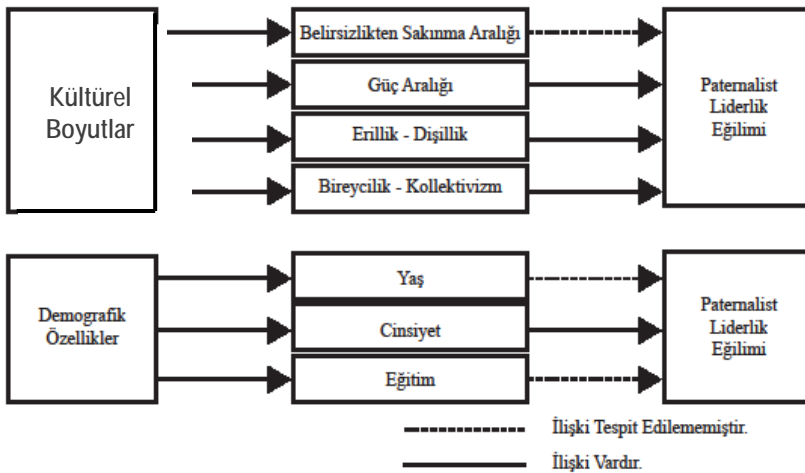 Kültürel
Boyutlar
Belirsizlikten Sakınma Aralığı
Güç Aralığı
Erillik - Dişillik
Bireycilik - Kollektivizm
Paternalist
Liderlik
Eğilimi
Demografik
Özellikler
Yaş
Cinsiyet
Eğitim
Paternalist
Liderlik
Eğilimi
İlişki Tespit Edilememiştir.
İlişki Vardır.